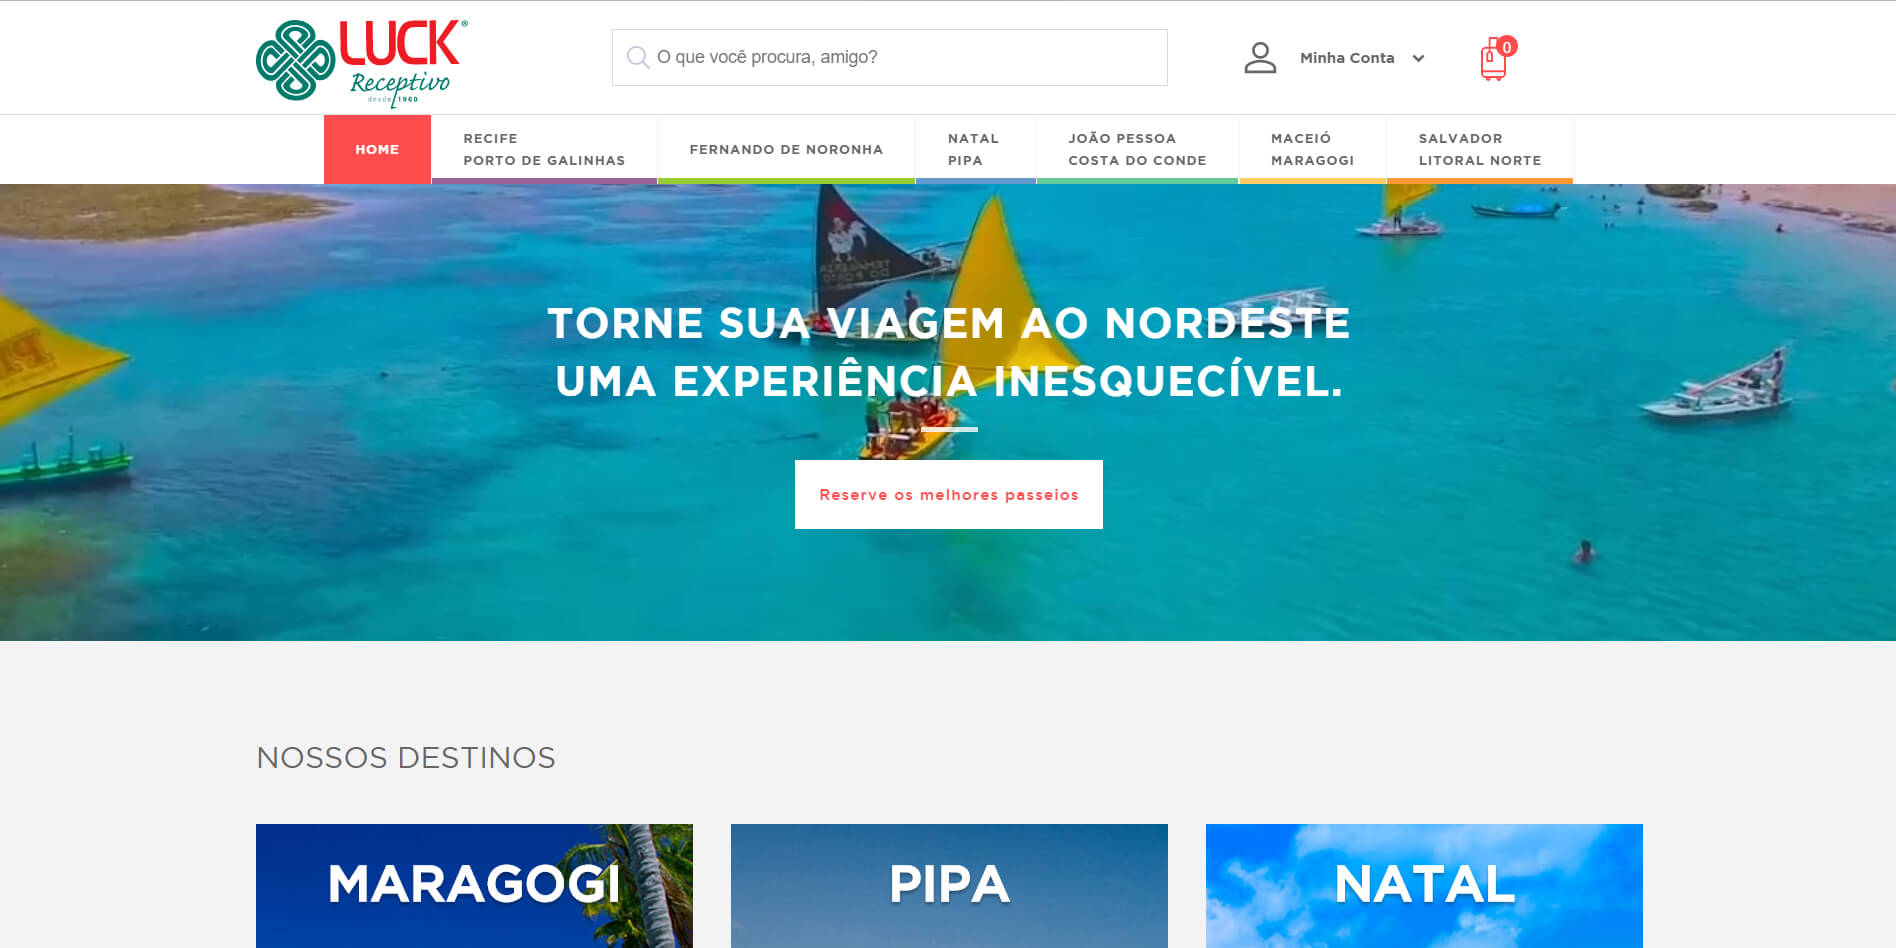 LUCK®
Receptivo
desde 1960
O que você procura, amigo?
Minha Conta
0
HOME
RECIFE
PORTO DE GALINHAS
FERNANDO DE NORONHA
NATAL
PIPA
JOÃO PESSOA
COSTA DO CONDE
MACEIÓ
MARAGOGI
SALVADOR
LITORAL NORTE
TORNE SUA VIAGEM AO NORDESTE
UMA EXPERIÊNCIA INESQUECÍVEL.
Reserve os melhores passeios
NOSSOS DESTINOS
MARAGOGI
PIPA
NATAL